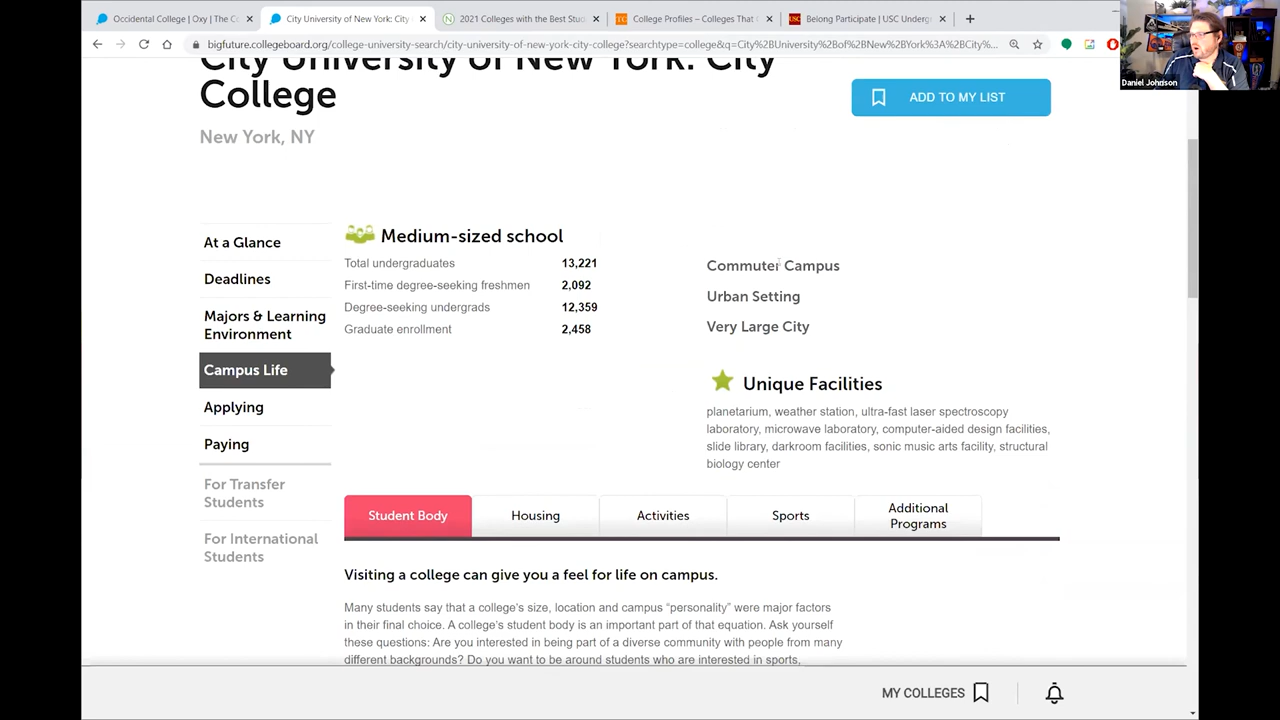 Occidental College | Oxy | The C
City University of New York: City
2021 Colleges with the Best Stud
College Profiles – Colleges That
Belong Participate | USC Underg
bigfuture.collegeboard.org/college-university-search/city-university-of-new-york-city-college?searchtype=college&q=City%2BUniversity%2Bof%2BNew%2BYork%3A%2BCity%...
Daniel Johnson
City University of New York: City
College
ADD TO MY LIST
New York, NY
At a Glance
Deadlines
Majors & Learning
Environment
Campus Life
Applying
Paying
For Transfer
Students
For International
Students
Medium-sized school
Total undergraduates 13,221
First-time degree-seeking freshmen 2,092
Degree-seeking undergrads 12,359
Graduate enrollment 2,458
Commuter Campus
Urban Setting
Very Large City
Unique Facilities
planetarium, weather station, ultra-fast laser spectroscopy
laboratory, microwave laboratory, computer-aided design facilities,
slide library, darkroom facilities, sonic music arts facility, structural
biology center
Student Body
Housing
Activities
Sports
Additional
Programs
Visiting a college can give you a feel for life on campus.
Many students say that a college's size, location and campus “personality” were major factors
in their final choice. A college's student body is an important part of that equation. Ask yourself
these questions: Are you interested in being part of a diverse community with people from many
different backgrounds? Do you want to be around students who are interested in sports,
MY COLLEGES